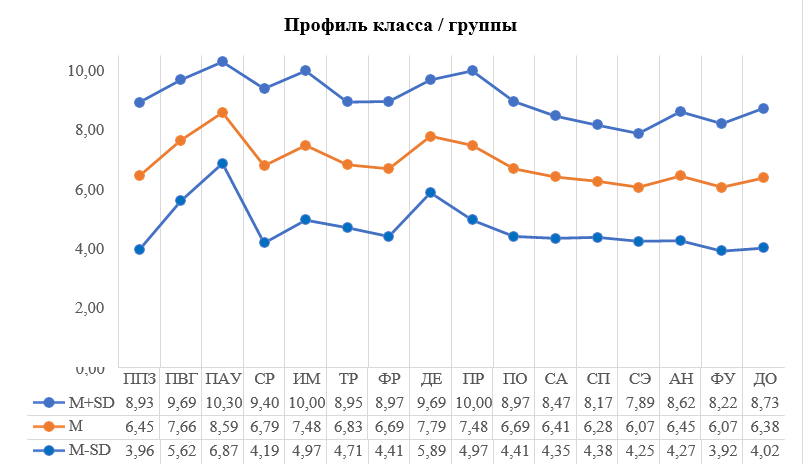 Профиль класса / группы
10,00
8,00
6,00
4,00
2,00
0,00
ППЗ ПВГ ПАУ СР ИМ ТР ФР ДЕ ПР ПО СА СП СЭ АН ФУ ДО
M+SD 8,93 9,69 10,30 9,40 10,00 8,95 8,97 9,69 10,00 8,97 8,47 8,17 7,89 8,62 8,22 8,73
M 6,45 7,66 8,59 6,79 7,48 6,83 6,69 7,79 7,48 6,69 6,41 6,28 6,07 6,45 6,07 6,38
M-SD 3,96 5,62 6,87 4,19 4,97 4,71 4,41 5,89 4,97 4,41 4,35 4,38 4,25 4,27 3,92 4,02